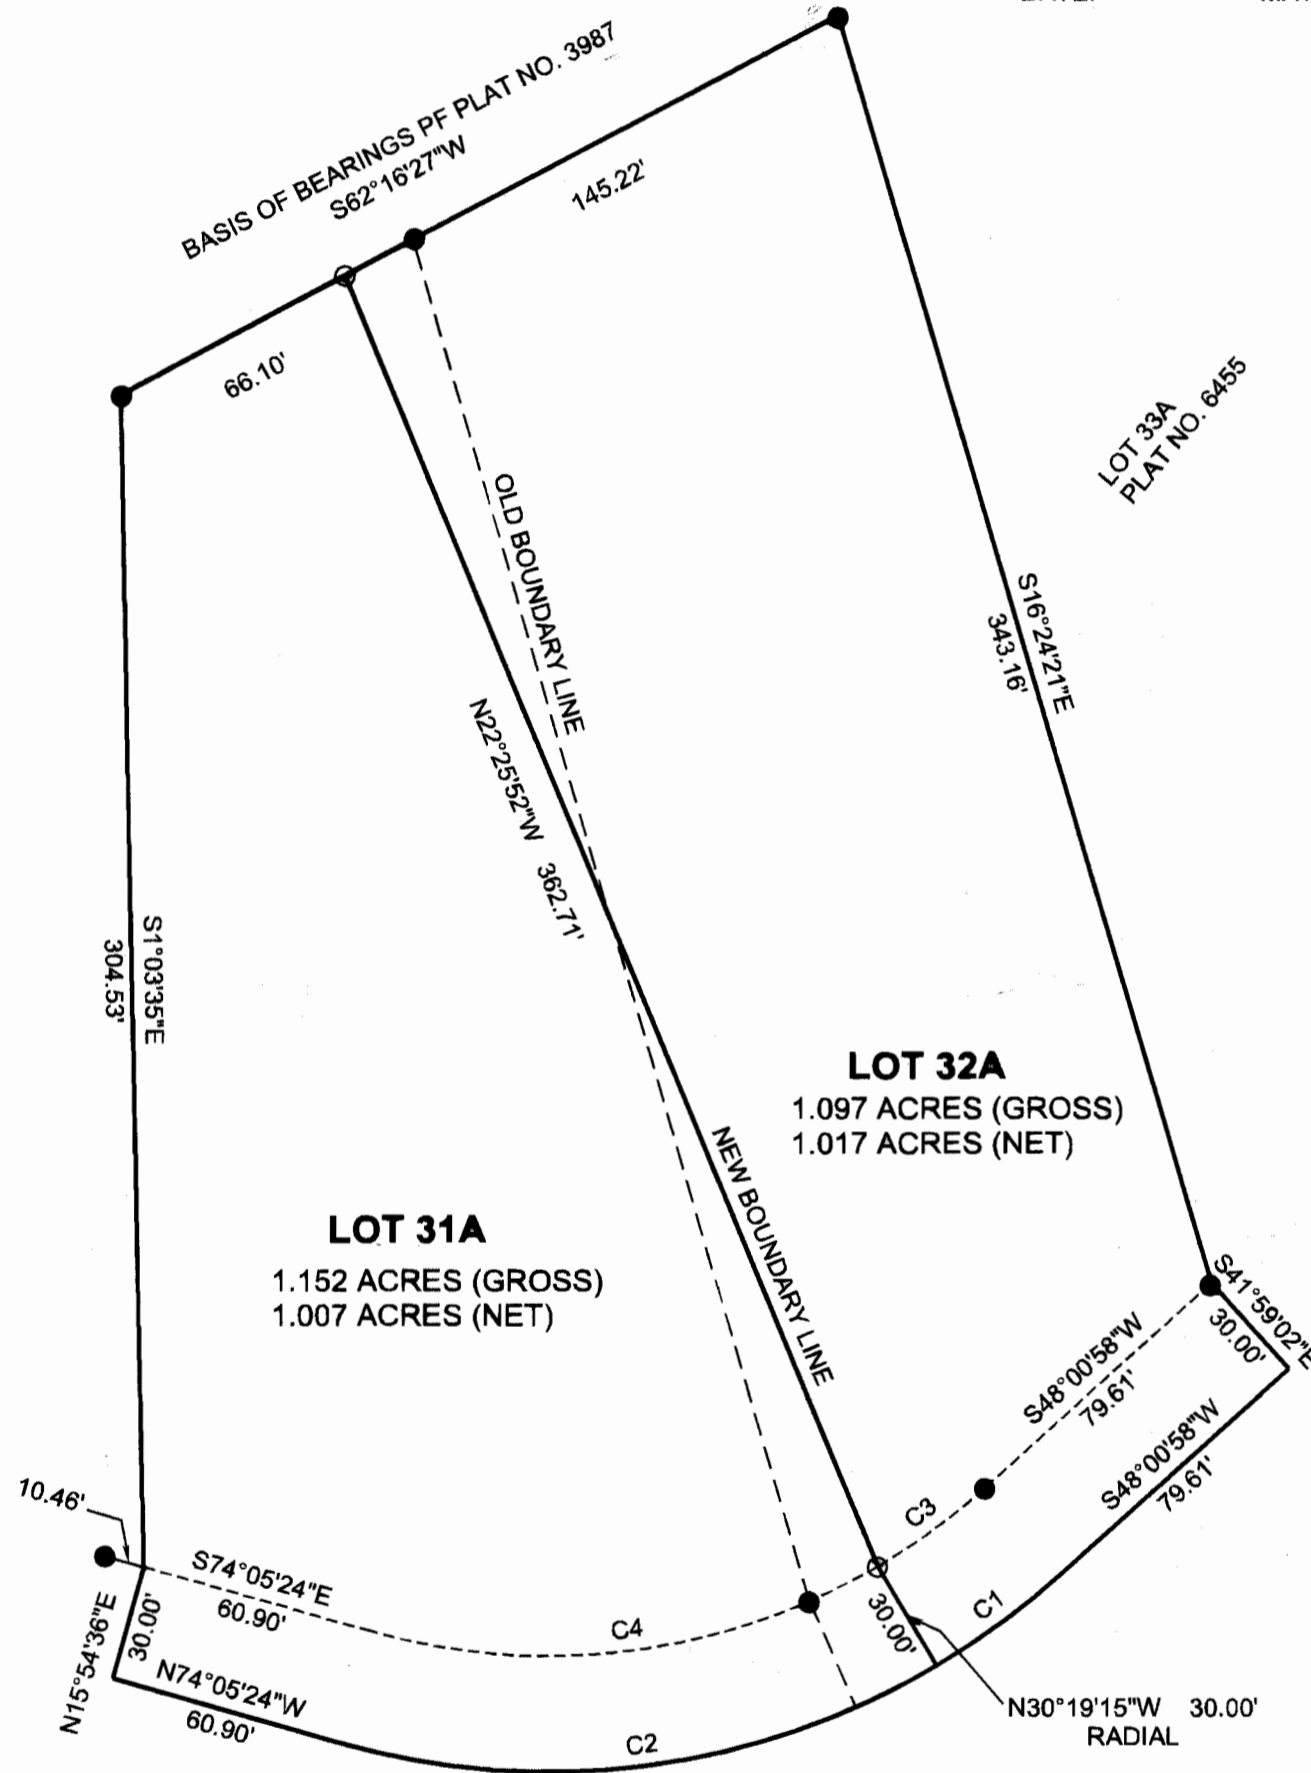 BASIS OF BEARINGS PF PLAT NO. 3987
S62°16'27"W
145.22'
66.10'
LOT 33A
PLAT NO. 6455
OLD BOUNDARY LINE
S16°24'21"E
343.16'
N22°25'52"W 362.71'
S1°03'35"E
304.53'
LOT 32A
1.097 ACRES (GROSS)
1.017 ACRES (NET)
NEW BOUNDARY LINE
LOT 31A
1.152 ACRES (GROSS)
1.007 ACRES (NET)
S41°59'02"E
30.00'
S48°00'58"W
79.61'
S48°00'58"W
79.61'
10.46'
S74°05'24"E
60.90'
C3
C4
C1
30.00'
N15°54'36"E
30.00'
N74°05'24"W
60.90'
C2
N30°19'15"W 30.00'
RADIAL